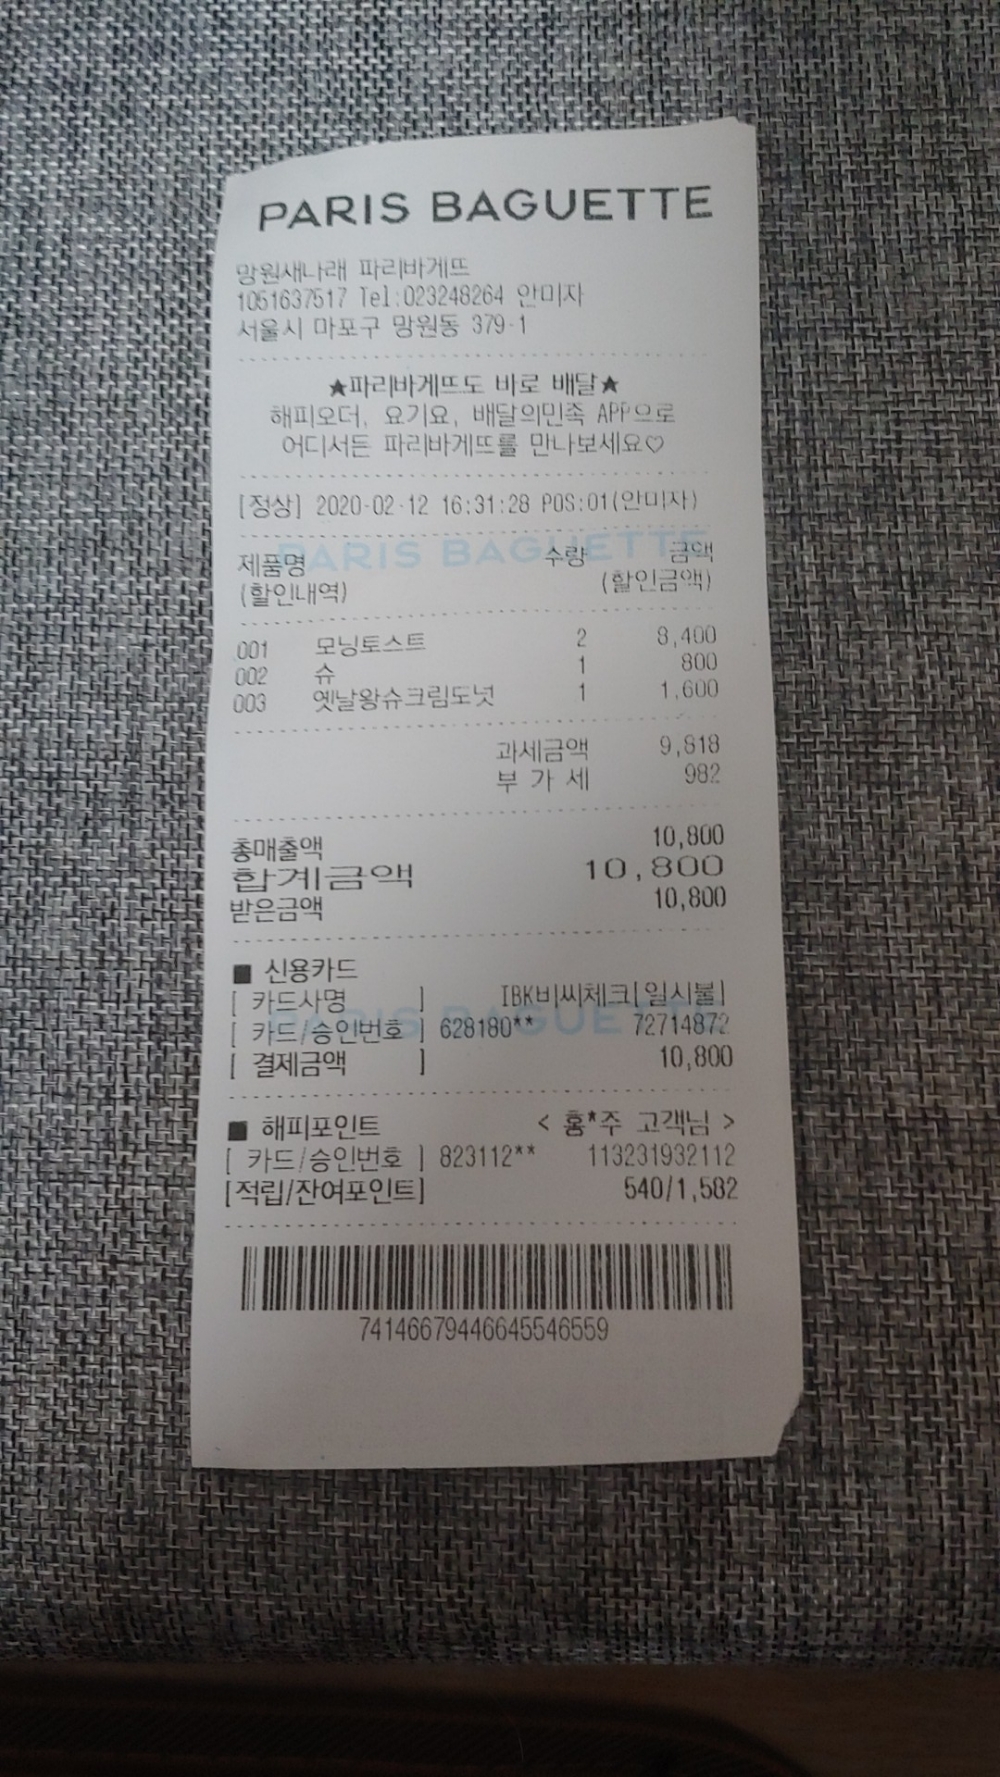 PARIS BAGUETTE
망원새나래 파리바게뜨
1051637517 Tel:023248264 안미자
서울시 마포구 망원동 379-1
★파리바게뜨도 바로 배달★
해피오더, 요기요, 배달의민족 APP으로
어디서든 파리바게뜨를 만나보세요♡
[정상] 2020-02-12 16:31:28 POS:01(안미자)
PARIS BAGUETTE
제품명 수량 금액
(할인내역) (할인금액)
001 모닝토스트 2 8,400
002 슈 1 800
003 옛날왕슈크림도넛 1 1,600
과세금액 9,818
부 가 세 982
총매출액 10,800
합계금액 10,800
받은금액 10,800
■ 신용카드
[ 카드사명 ] IBK비씨체크[일시불]
PARIS BAGUETTE
[ 카드/승인번호 ] 628180** 72714872
[ 결제금액 ] 10,800
■ 해피포인트 < 홍*주 고객님 >
[ 카드/승인번호 ] 823112** 113231932112
[적립/잔여포인트] 540/1,582
74146679446645546559